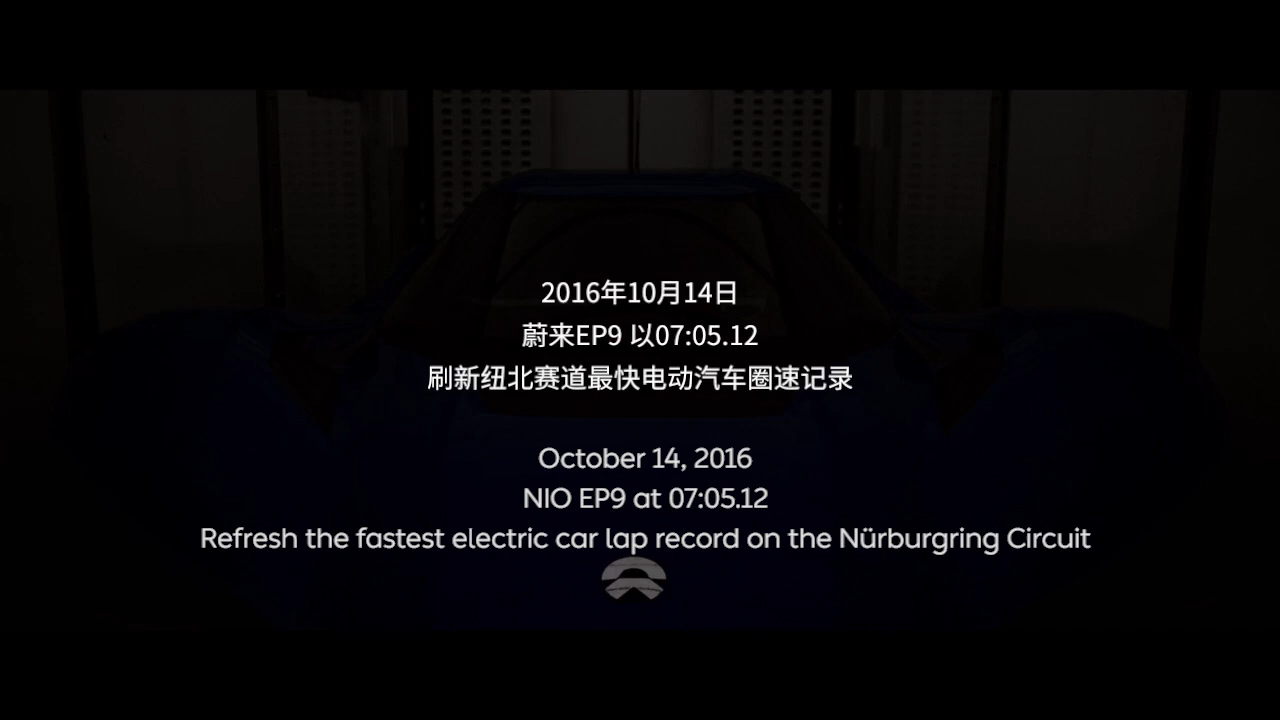 2016年10月14日
蔚来EP9 以07:05.12
刷新纽北赛道最快电动汽车圈速记录
October 14, 2016
NIO EP9 at 07:05.12
Refresh the fastest electric car lap record on the Nürburgring Circuit